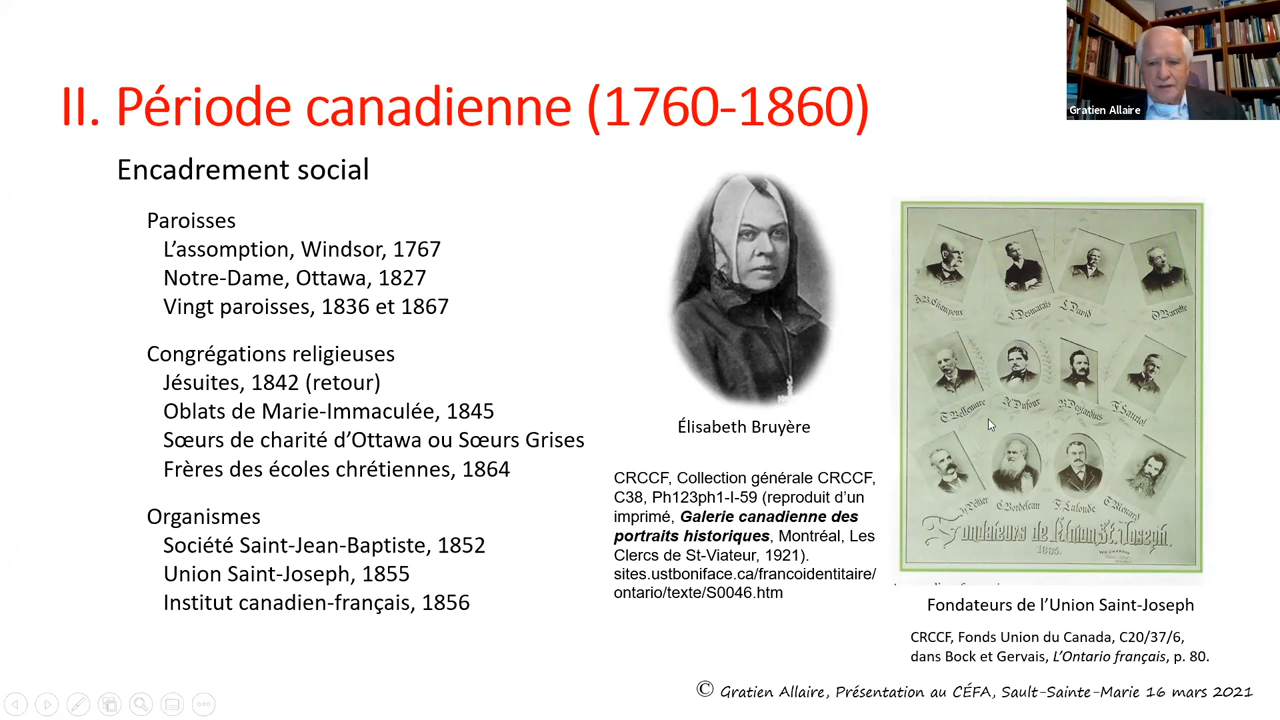 Gratien Allaire
II. Période canadienne (1760-1860)
Encadrement social
Paroisses
L’assomption, Windsor, 1767
Notre-Dame, Ottawa, 1827
Vingt paroisses, 1836 et 1867
Congrégations religieuses
Jésuites, 1842 (retour)
Oblats de Marie-Immaculée, 1845
Sœurs de charité d’Ottawa ou Sœurs Grises
Frères des écoles chrétiennes, 1864
Organismes
Société Saint-Jean-Baptiste, 1852
Union Saint-Joseph, 1855
Institut canadien-français, 1856
Élisabeth Bruyère
CRCCF, Collection générale CRCCF,
C38, Ph123ph1-I-59 (reproduit d’un
imprimé, Galerie canadienne des
portraits historiques, Montréal, Les
Clercs de St-Viateur, 1921).
sites.ustboniface.ca/francoidentitaire/
ontario/texte/S0046.htm
L. Desmarais
L. David
O. Barrette
T. Bellemare
N. Dufour
F. Lalonde
Fondateurs de l'Union St. Joseph.
Fondateurs de l’Union Saint-Joseph
CRCCF, Fonds Union du Canada, C20/37/6,
dans Bock et Gervais, L’Ontario français, p. 80.
© Gratien Allaire, Présentation au CÉFA, Sault-Sainte-Marie 16 mars 2021